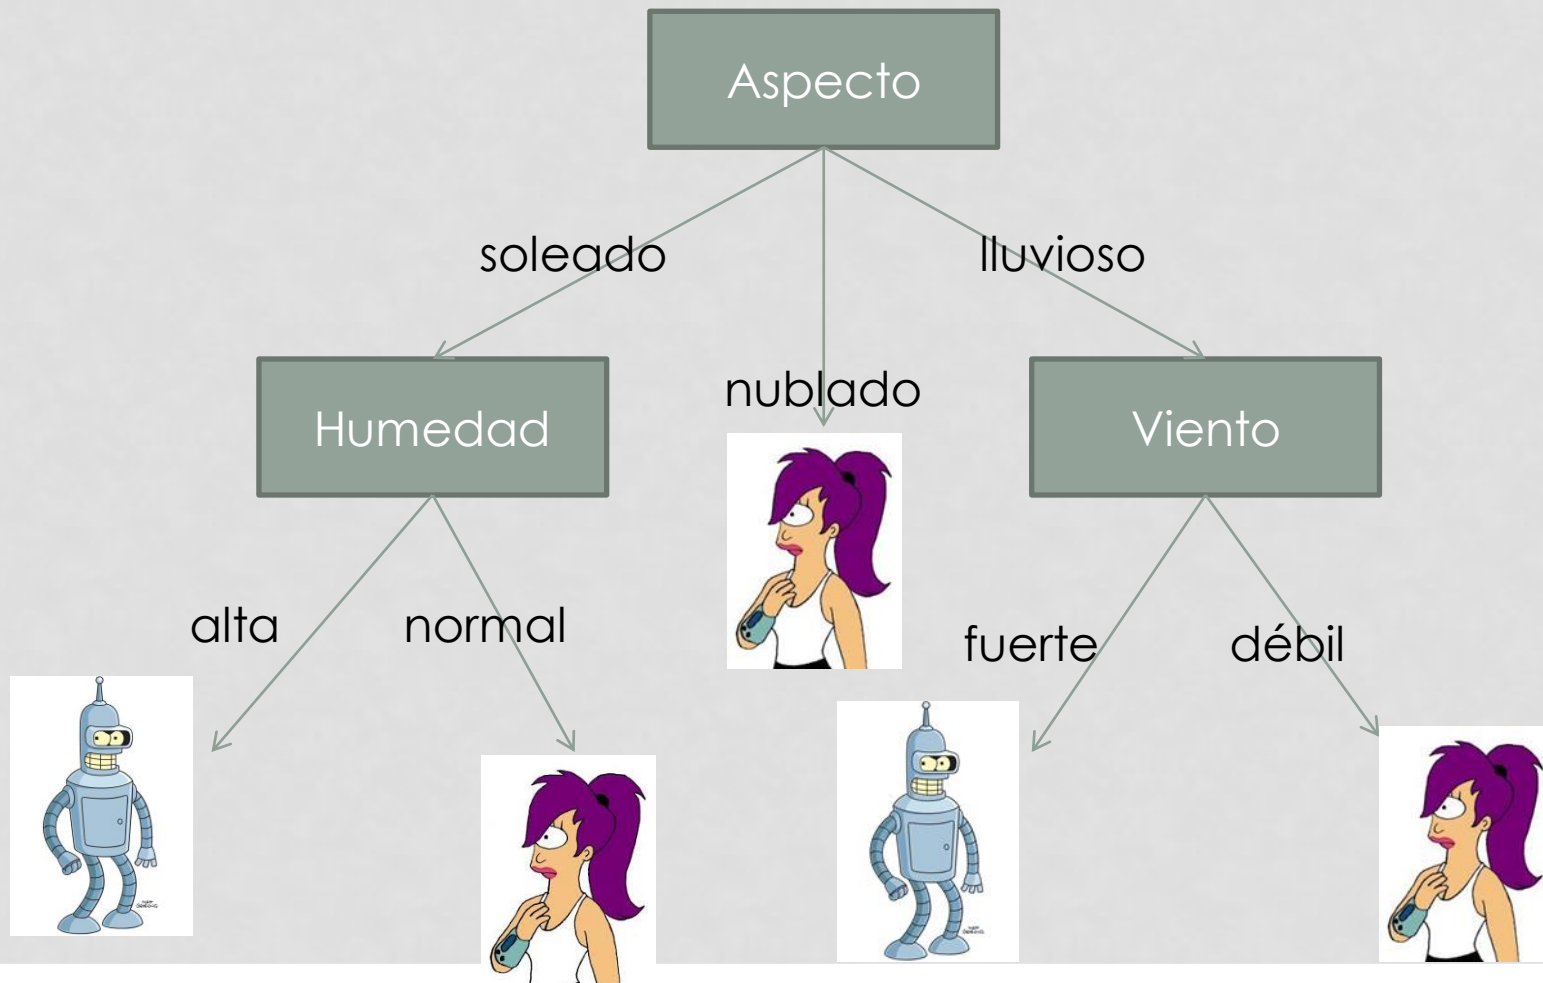 Aspecto
soleado
lluvioso
nublado
Humedad
Viento
alta
normal
fuerte
débil